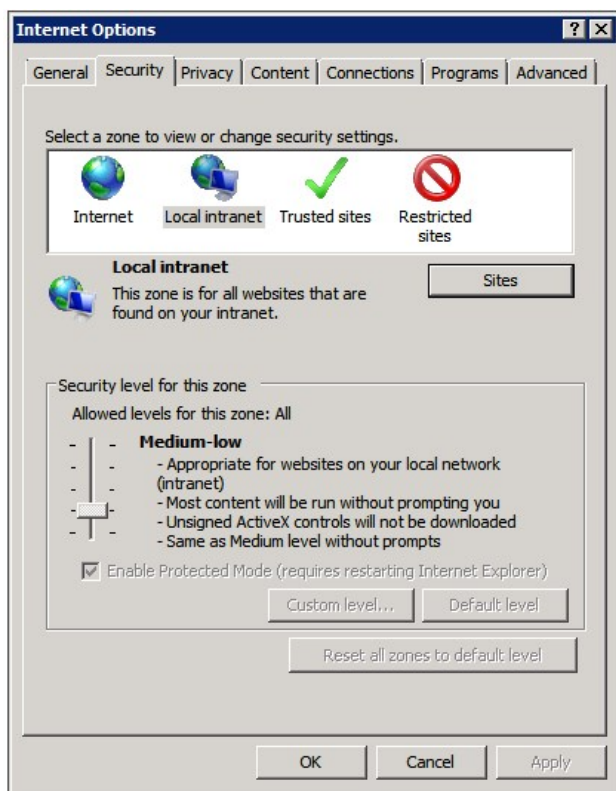 Internet Options
General Security Privacy Content Connections Programs Advanced
Select a zone to view or change security settings.
Internet Local intranet Trusted sites Restricted sites
Local intranet
This zone is for all websites that are
found on your intranet.
Sites
Security level for this zone
Allowed levels for this zone: All
Medium-low
- Appropriate for websites on your local network
(intranet)
- Most content will be run without prompting you
- Unsigned ActiveX controls will not be downloaded
- Same as Medium level without prompts
Enable Protected Mode (requires restarting Internet Explorer)
Custom level... Default level
Reset all zones to default level
OK Cancel Apply